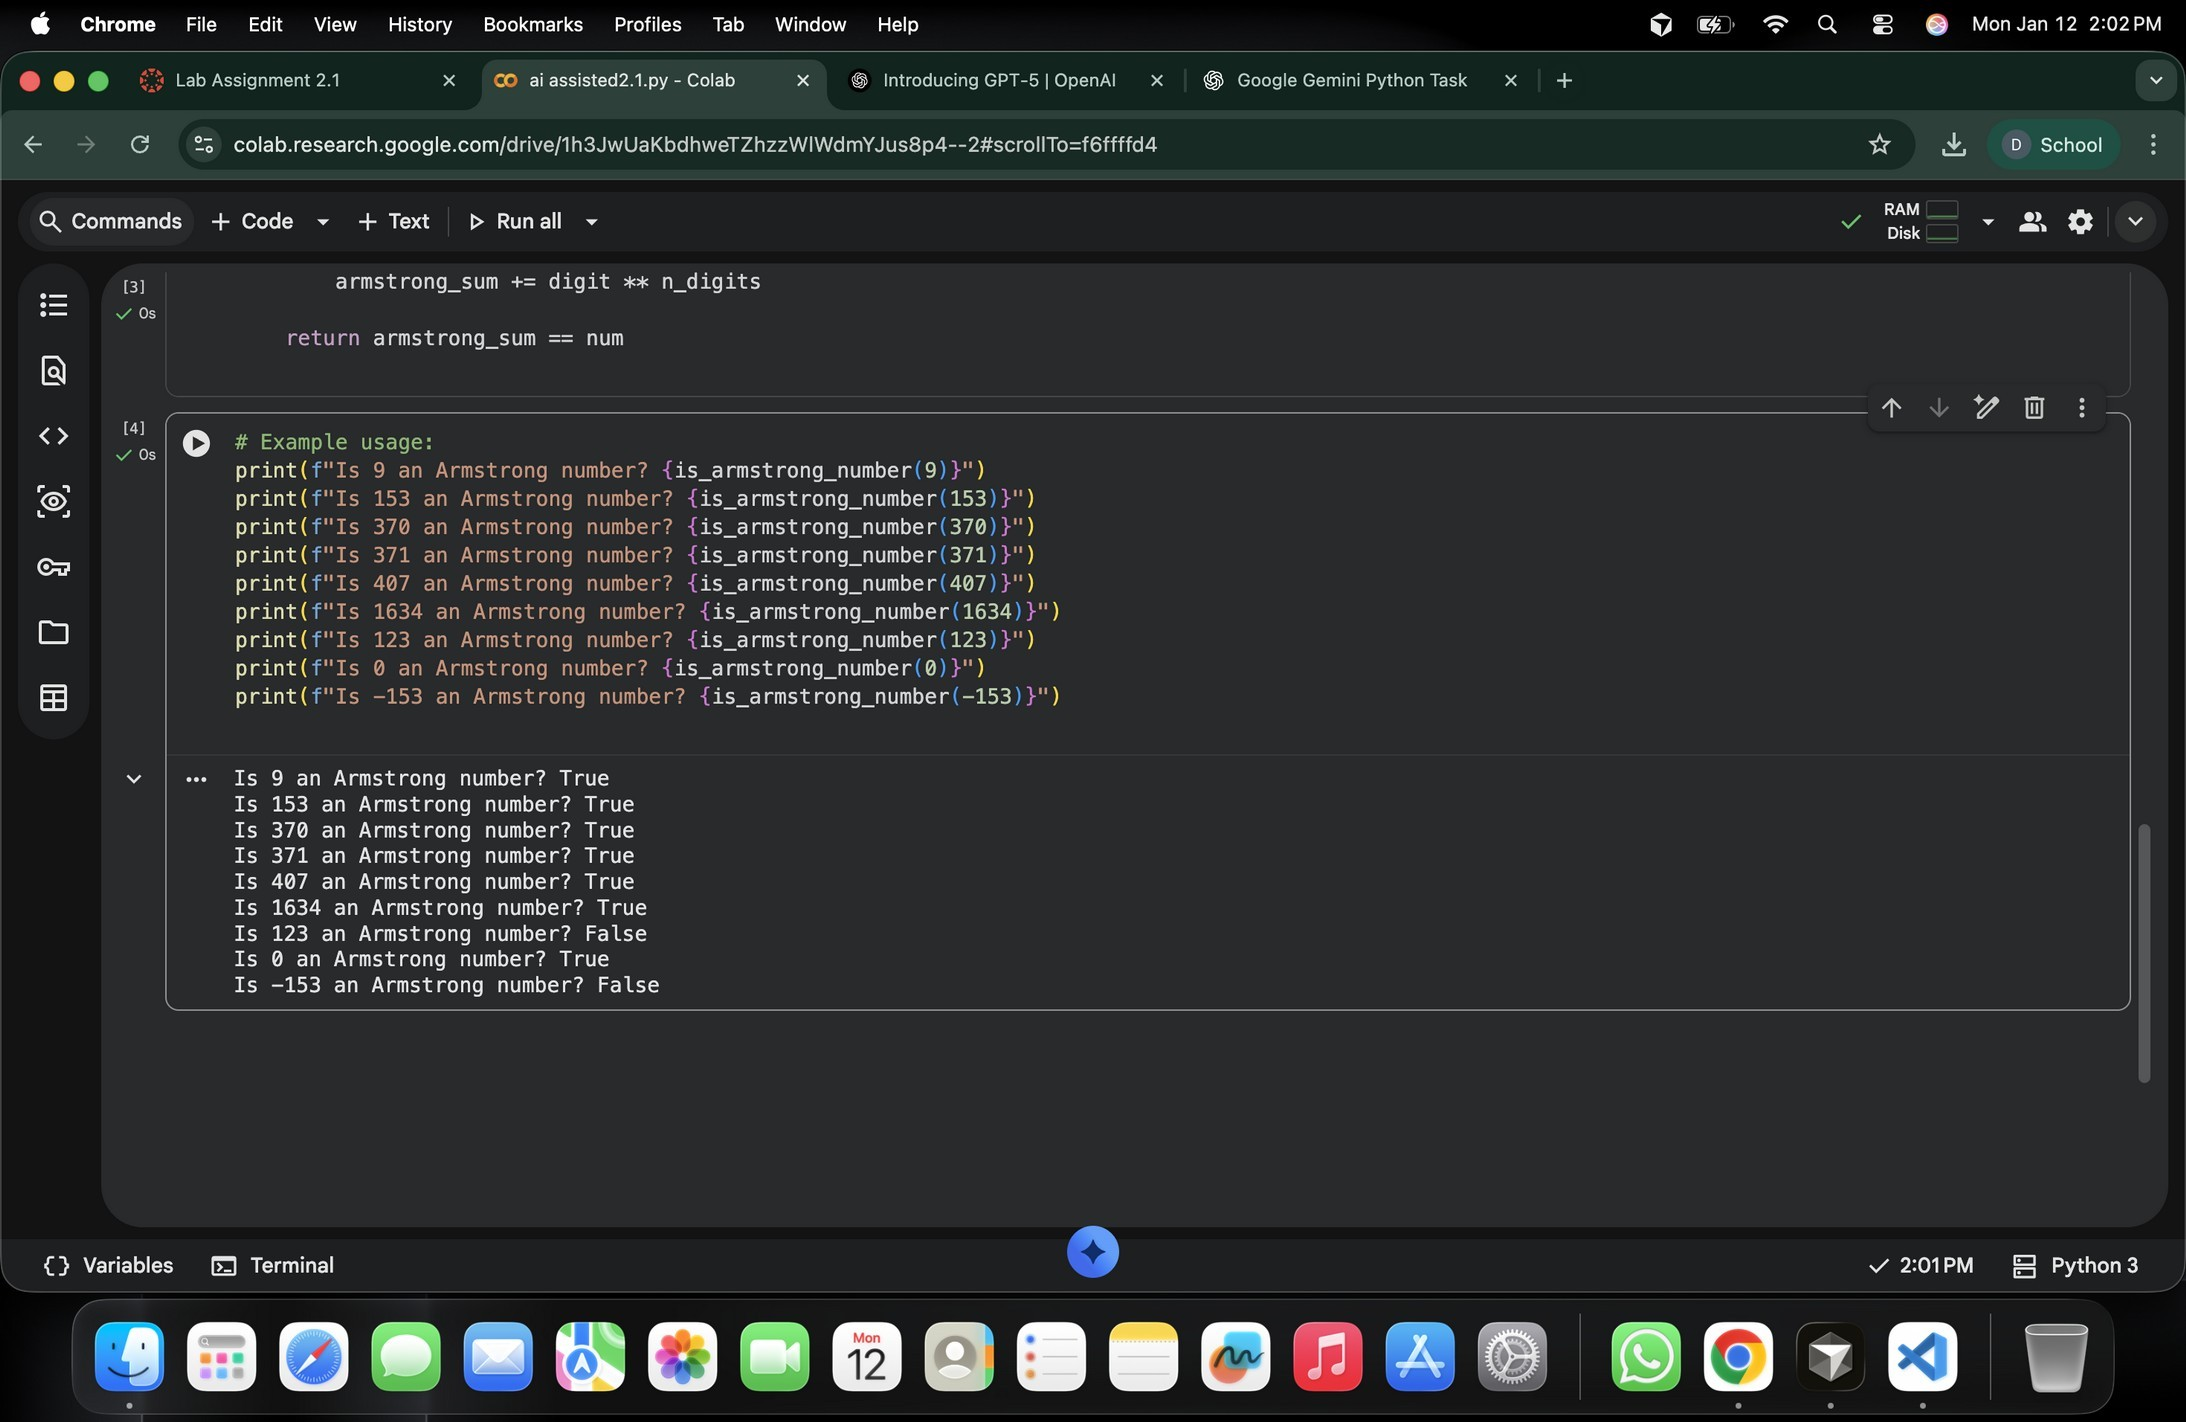 Chrome File Edit View History Bookmarks Profiles Tab Window Help Mon Jan 12 2:02 PM
Lab Assignment 2.1 ai assisted2.1.py - Colab Introducing GPT-5 | OpenAI Google Gemini Python Task
colab.research.google.com/drive/1h3JwUaKbdhweTZhzzWlWdmYJus8p4--2#scrollTo=f6ffffd4 D School
Commands + Code + Text Run all RAM
Disk
[3] armstrong_sum += digit ** n_digits
0s
return armstrong_sum == num
[4] # Example usage:
0s
print(f"Is 9 an Armstrong number? {is_armstrong_number(9)}")
print(f"Is 153 an Armstrong number? {is_armstrong_number(153)}")
print(f"Is 370 an Armstrong number? {is_armstrong_number(370)}")
print(f"Is 371 an Armstrong number? {is_armstrong_number(371)}")
print(f"Is 407 an Armstrong number? {is_armstrong_number(407)}")
print(f"Is 1634 an Armstrong number? {is_armstrong_number(1634)}")
print(f"Is 123 an Armstrong number? {is_armstrong_number(123)}")
print(f"Is 0 an Armstrong number? {is_armstrong_number(0)}")
print(f"Is -153 an Armstrong number? {is_armstrong_number(-153)}")
Is 9 an Armstrong number? True
Is 153 an Armstrong number? True
Is 370 an Armstrong number? True
Is 371 an Armstrong number? True
Is 407 an Armstrong number? True
Is 1634 an Armstrong number? True
Is 123 an Armstrong number? False
Is 0 an Armstrong number? True
Is -153 an Armstrong number? False
{} Variables Terminal 2:01 PM Python 3
Mon
12